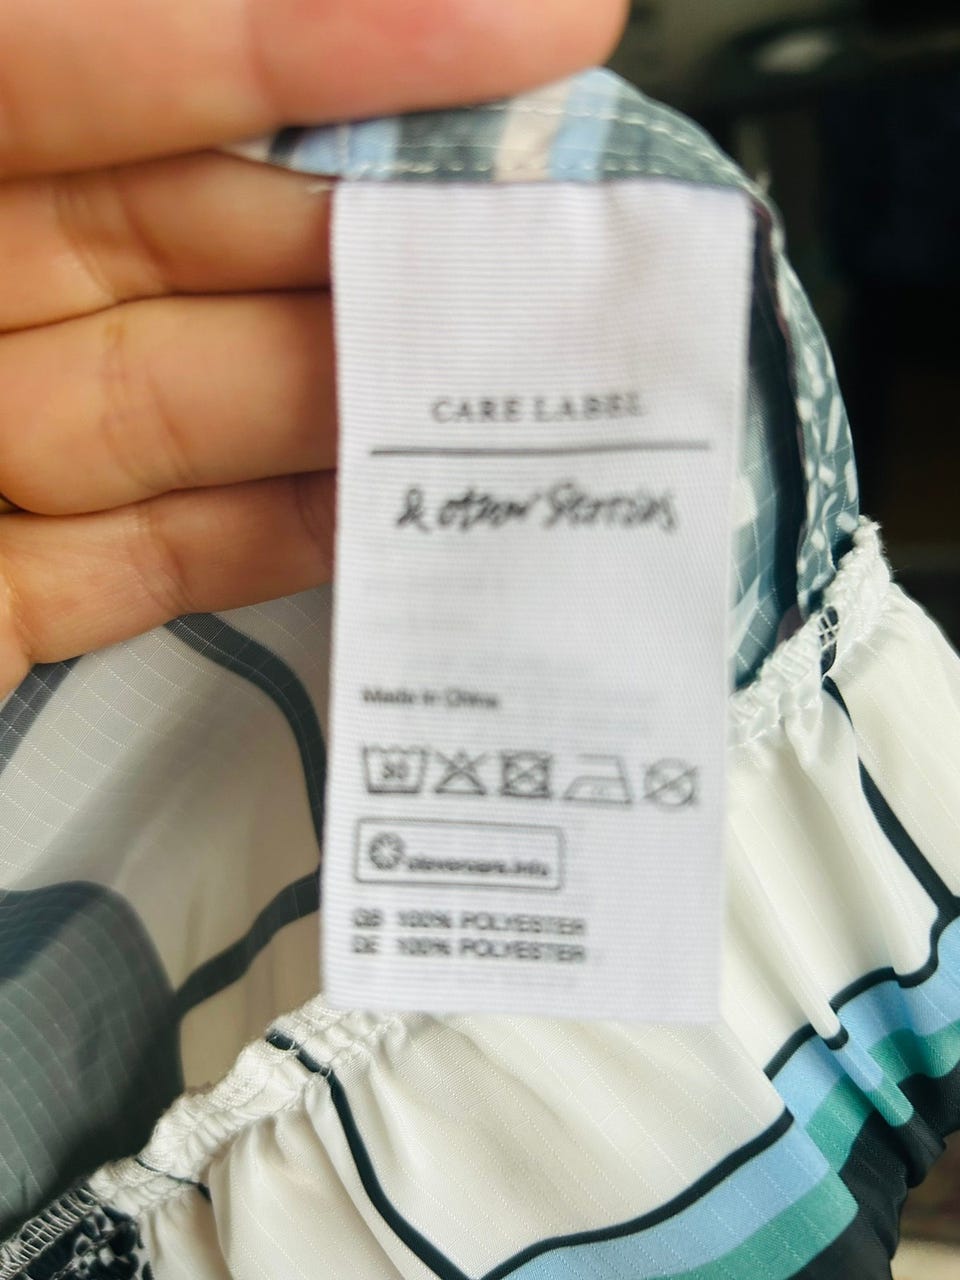 CARE LABEL
& other Stories
Made in China
30
clevercare.info
GB 100% POLYESTER
DE 100% POLYESTER